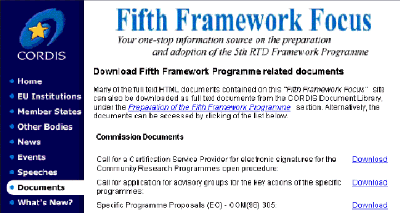 CORDIS
Fifth Framework Focus
Your one-stop information source on the preparation
and adoption of the 5th RTD Framework Programme
Home
EU Institutions
Member States
Other Bodies
News
Events
Speeches
Documents
What's New?
Download Fifth Framework Programme related documents
Many of the full text HTML documents contained on this "Fifth Framework Focus" site
can also be downloaded as full text documents from the CORDIS Document Library,
under the Preparation of the Fifth Framework Programme section. Alternatively, the
documents can be accessed by clicking of the list below.
Commission Documents
Call for a Certification Service Provider for electronic signatures for the Download
Community Research Programmes open procedure:
Call for application for advisory groups for the key actions of the specific Download
programmes:
Specific Programme Proposals (EC) - COM(98) 305: Download